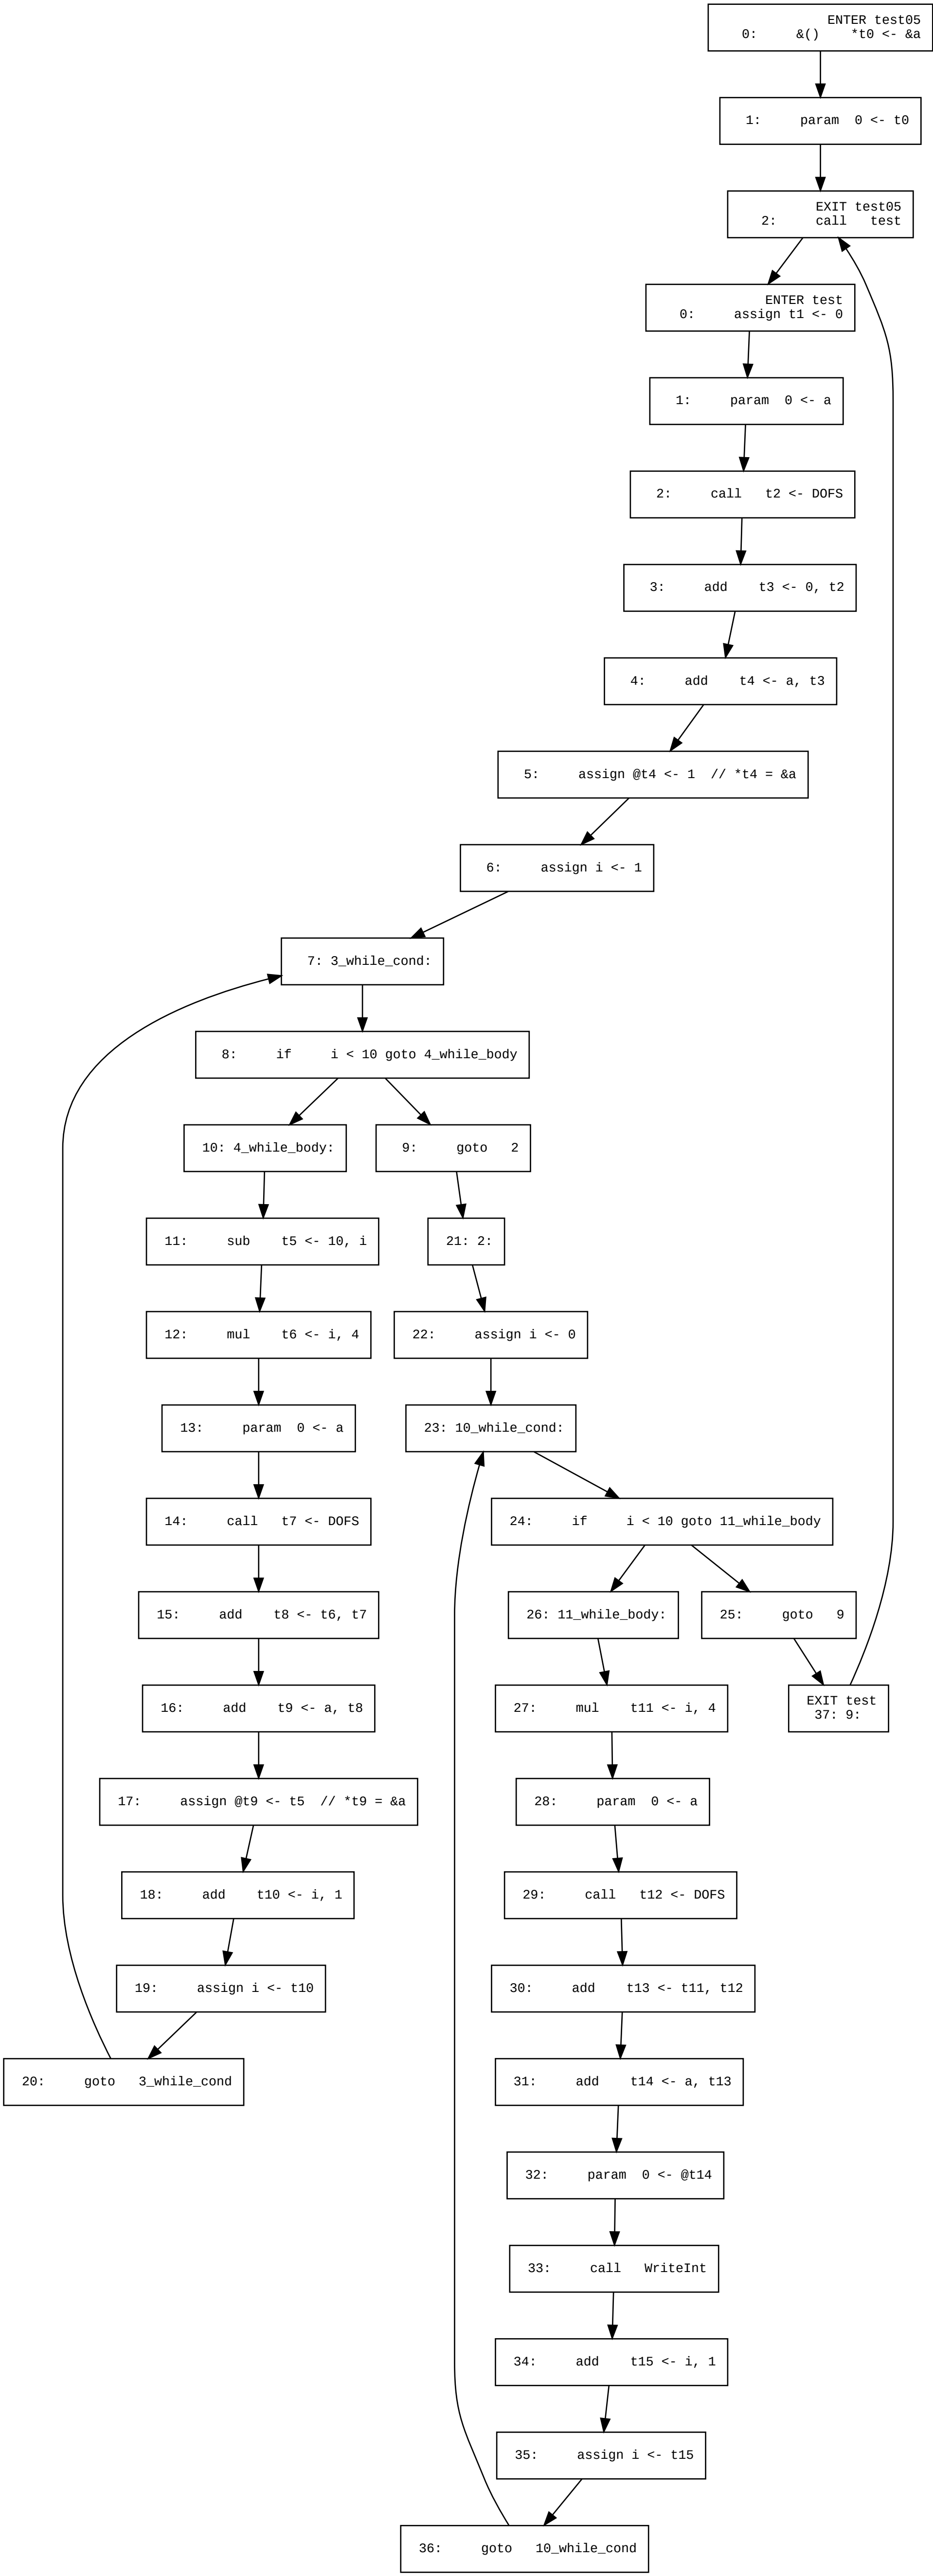 ENTER test05
0:     &()    *t0 <- &a
1:     param  0 <- t0
EXIT test05
2:     call   test
ENTER test
0:     assign t1 <- 0
1:     param  0 <- a
2:     call   t2 <- DOFS
3:     add    t3 <- 0, t2
4:     add    t4 <- a, t3
5:     assign @t4 <- 1  // *t4 = &a
6:     assign i <- 1
7: 3_while_cond:
8:     if     i < 10 goto 4_while_body
10: 4_while_body:
9:     goto   2
11:     sub    t5 <- 10, i
21: 2:
12:     mul    t6 <- i, 4
22:     assign i <- 0
13:     param  0 <- a
23: 10_while_cond:
14:     call   t7 <- DOFS
24:     if     i < 10 goto 11_while_body
15:     add    t8 <- t6, t7
26: 11_while_body:
25:     goto   9
16:     add    t9 <- a, t8
27:     mul    t11 <- i, 4
EXIT test
37: 9:
17:     assign @t9 <- t5  // *t9 = &a
28:     param  0 <- a
18:     add    t10 <- i, 1
29:     call   t12 <- DOFS
19:     assign i <- t10
30:     add    t13 <- t11, t12
20:     goto   3_while_cond
31:     add    t14 <- a, t13
32:     param  0 <- @t14
33:     call   WriteInt
34:     add    t15 <- i, 1
35:     assign i <- t15
36:     goto   10_while_cond